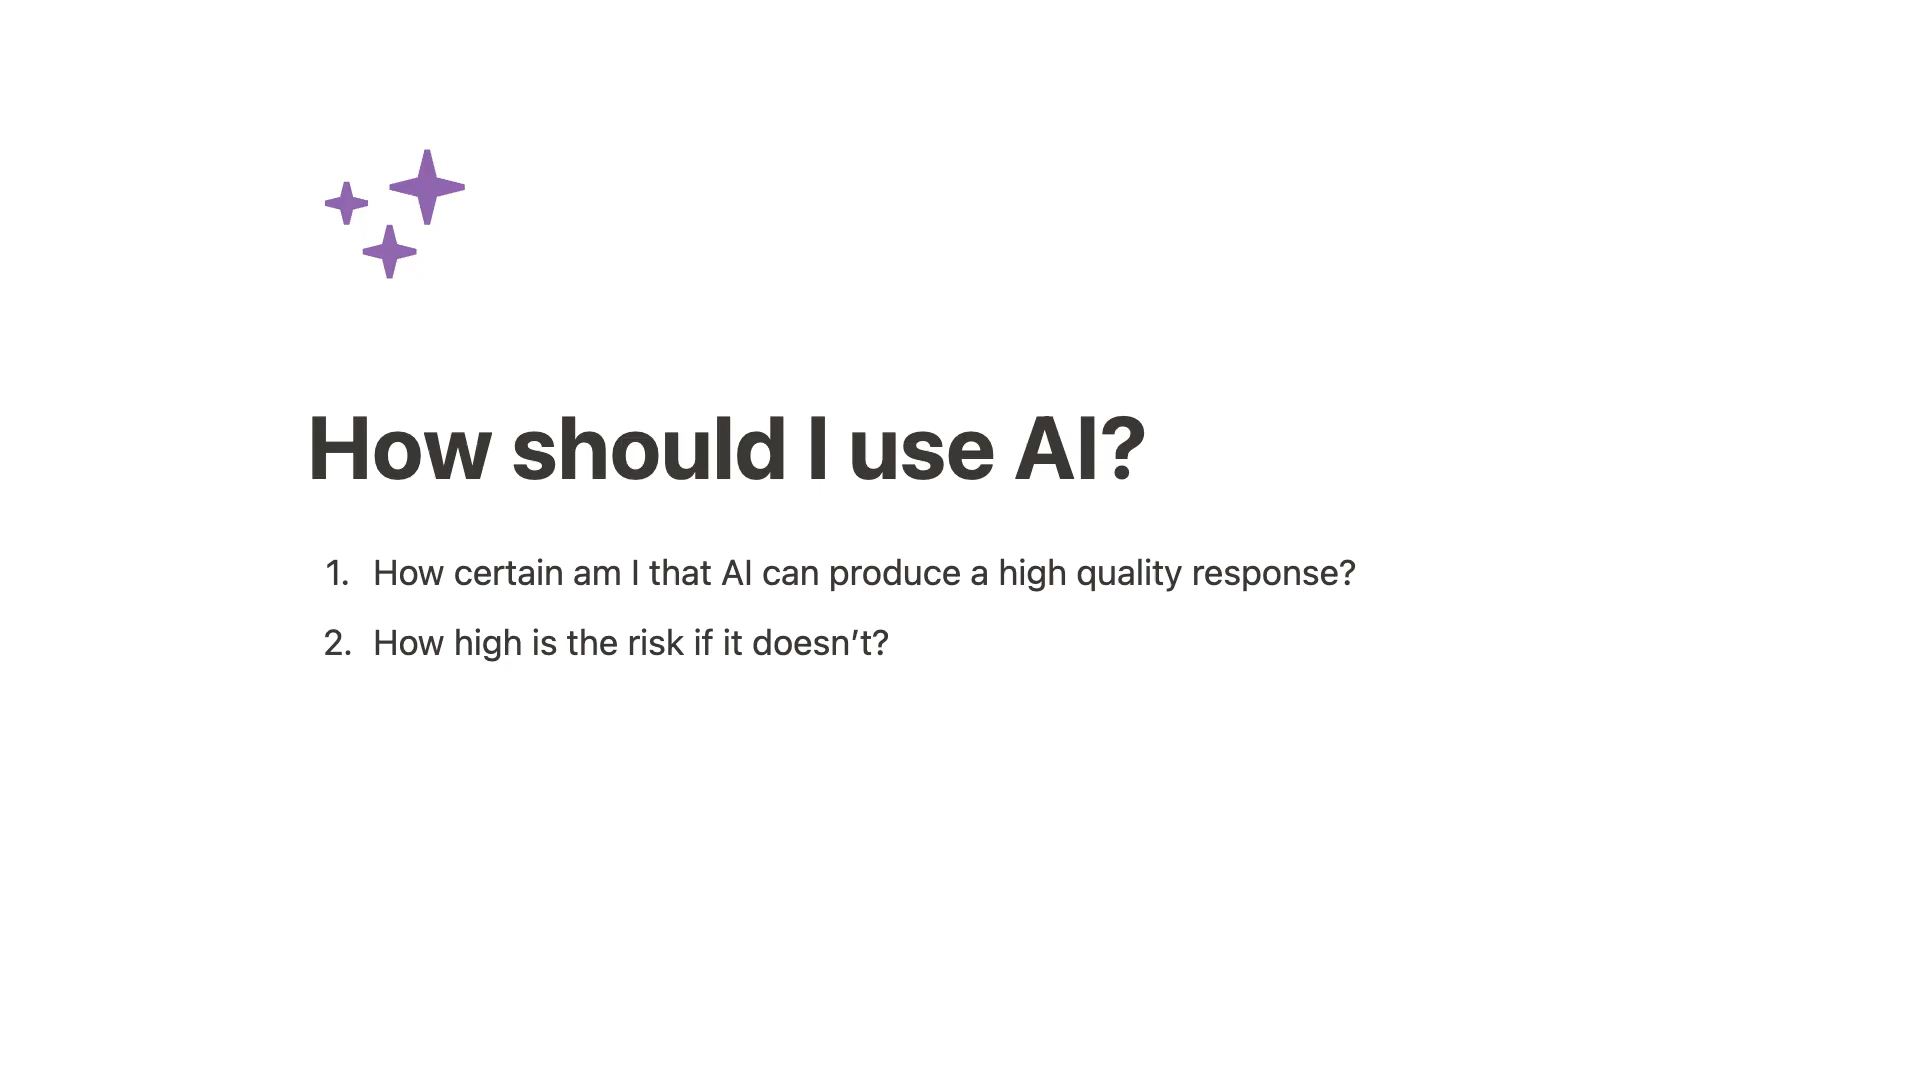 How should I use AI?
1. How certain am I that AI can produce a high quality response?
2. How high is the risk if it doesn’t?